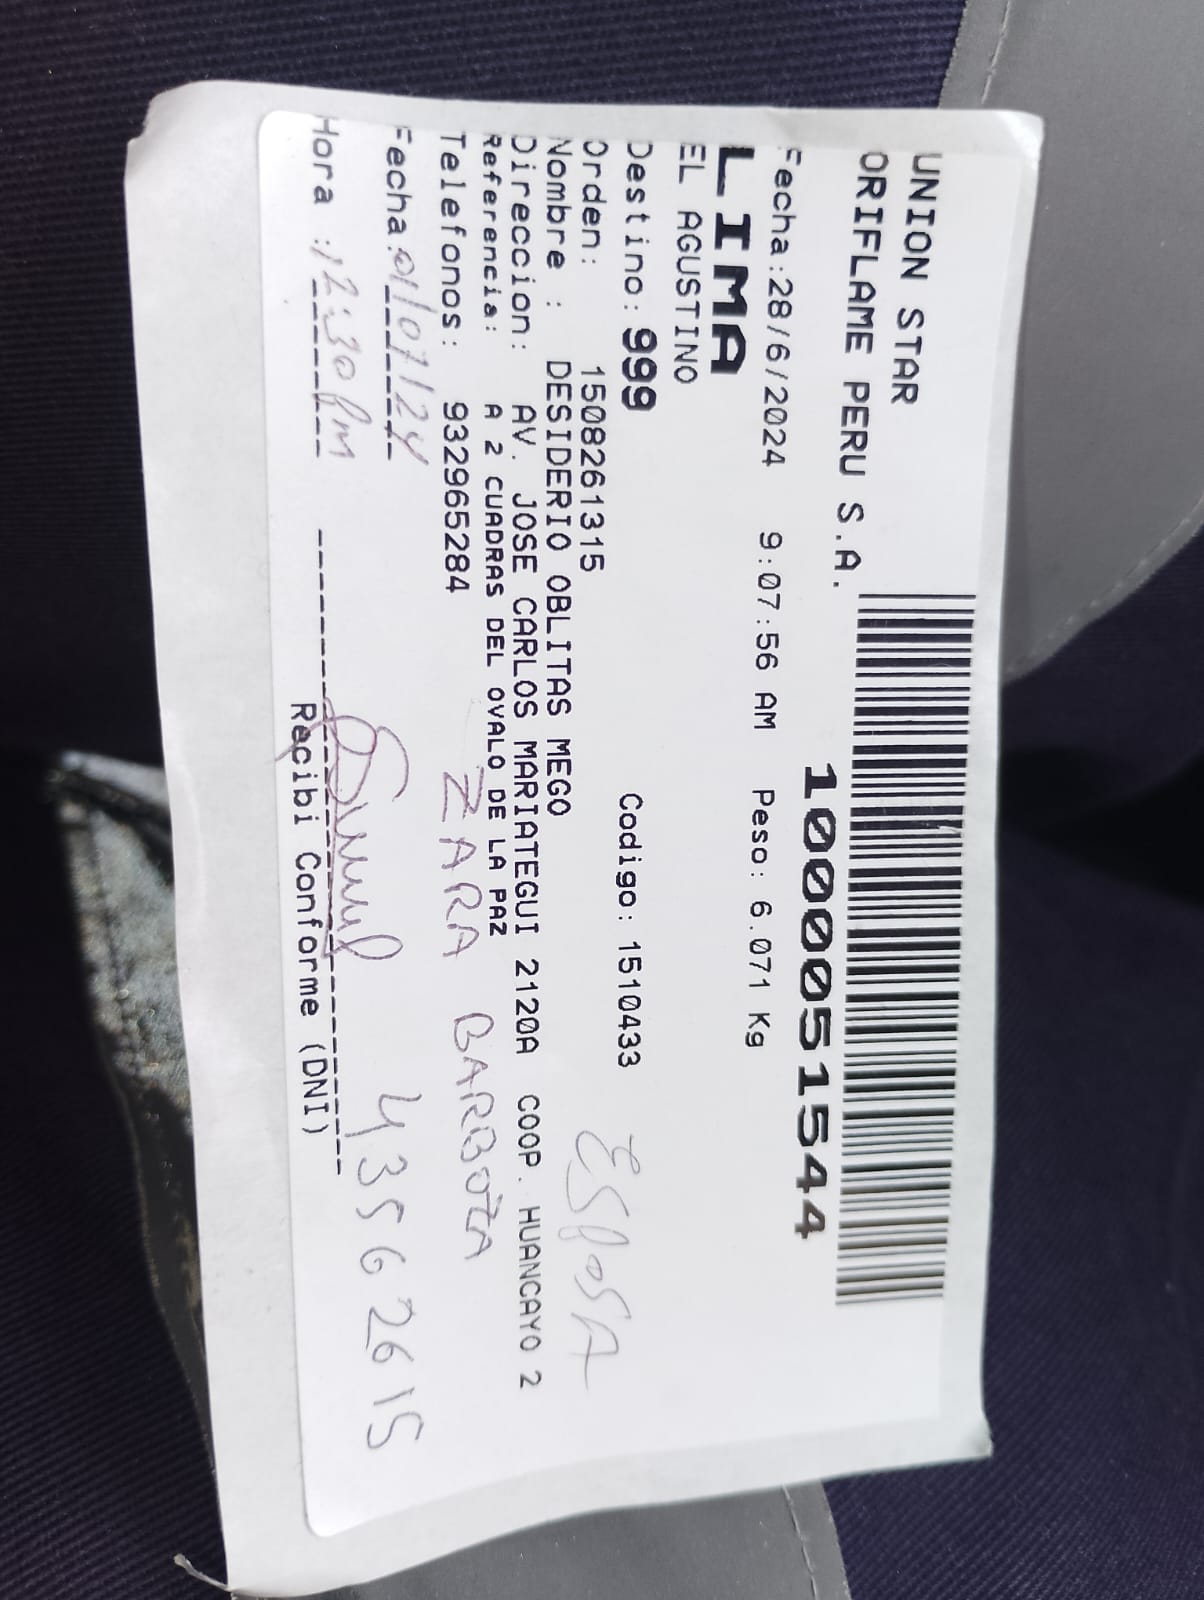 UNION STAR
ORIFLAME PERU S.A.
1000051544
Fecha:28/6/2024 9:07:56 AM Peso: 6.071 Kg
LIMA
EL AGUSTINO
Destino: 999 Codigo: 1510433
Orden: 1508261315
ESPOSA
Nombre : DESIDERIO OBLITAS MEGO
Direccion: AV. JOSE CARLOS MARIATEGUI 2120A COOP. HUANCAYO 2
Referencia: A 2 CUADRAS DEL OVALO DE LA PAZ
Telefonos: 932965284
ZARA BARBOZA
Fecha: 01/07/24
43562615
Hora : 12:30 PM
Recibi Conforme (DNI)